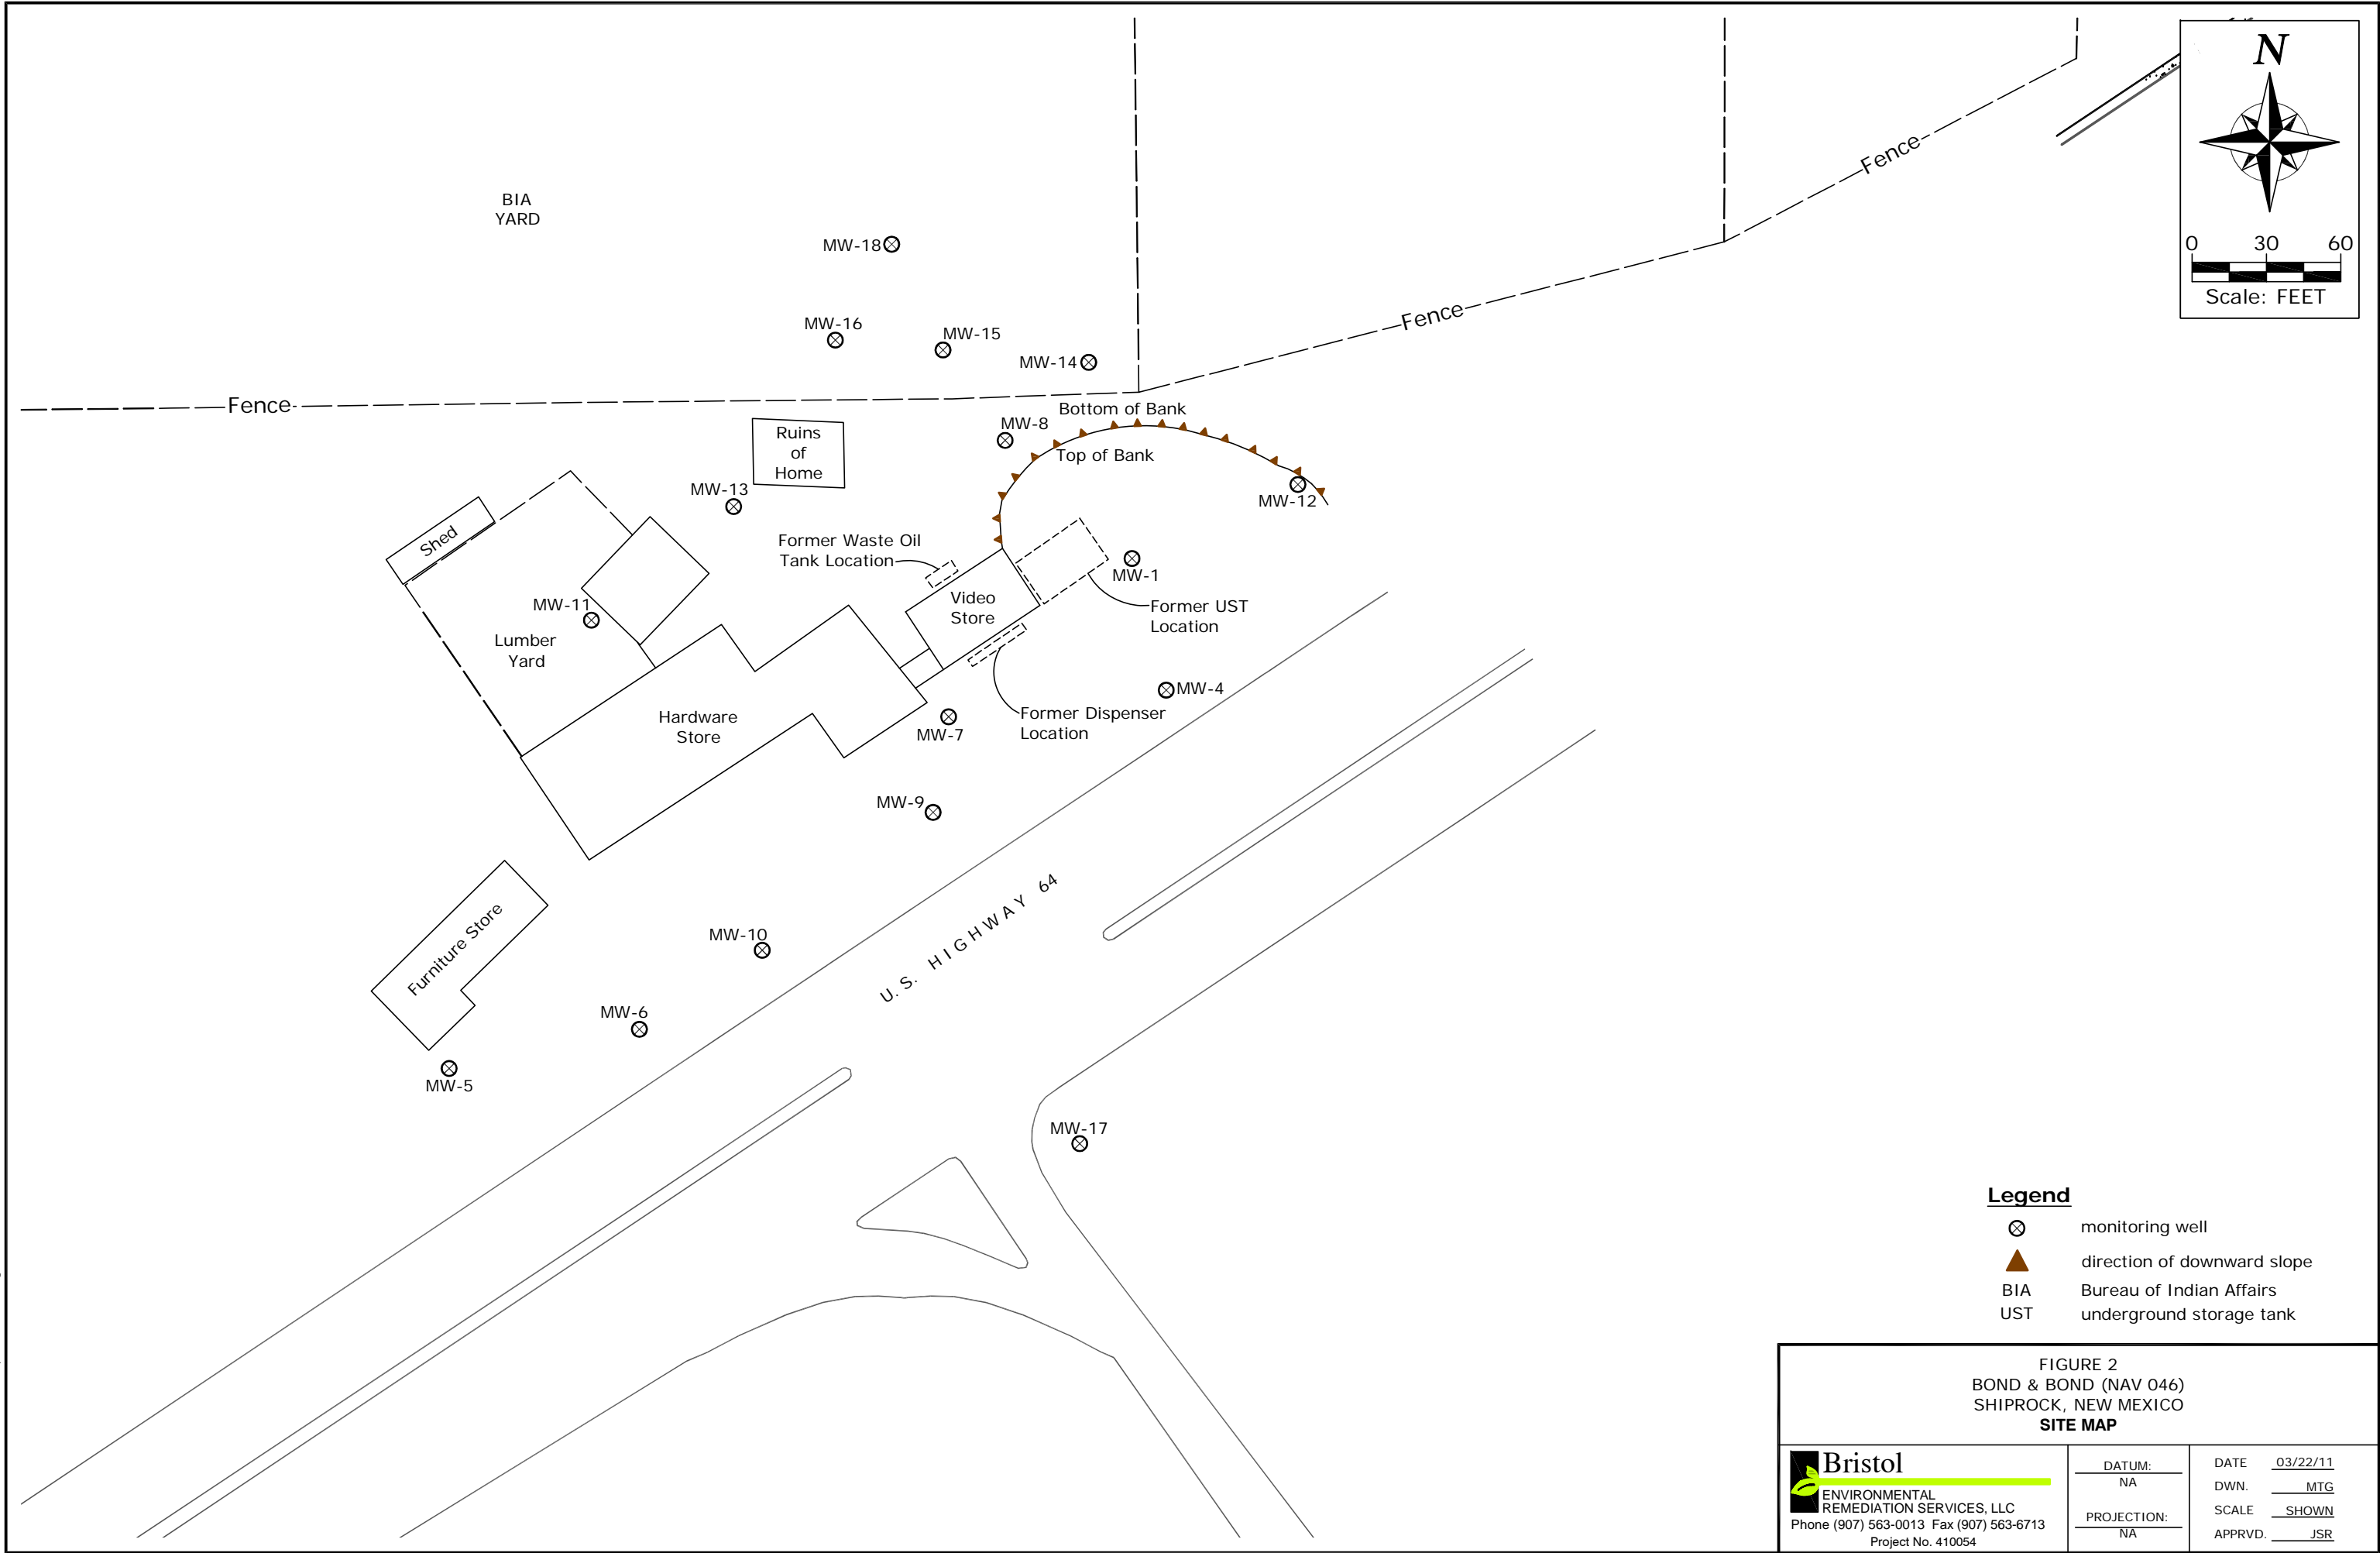 N
0 30 60
Scale: FEET
Fence
BIA
YARD
MW-18
MW-16
MW-15
MW-14
Fence
Fence
Bottom of Bank
MW-8
Top of Bank
Ruins
of
Home
MW-13
MW-12
Shed
Former Waste Oil
Tank Location
MW-1
Video
Store
Former UST
Location
MW-11
Lumber
Yard
MW-4
Hardware
Store
MW-7
Former Dispenser
Location
MW-9
U.S. HIGHWAY 64
Furniture Store
MW-10
MW-6
MW-5
MW-17
Legend
monitoring well
direction of downward slope
BIA Bureau of Indian Affairs
UST underground storage tank
FIGURE 2
BOND & BOND (NAV 046)
SHIPROCK, NEW MEXICO
SITE MAP
Bristol
ENVIRONMENTAL
REMEDIATION SERVICES, LLC
Phone (907) 563-0013 Fax (907) 563-6713
Project No. 410054
DATUM:
NA
PROJECTION:
NA
DATE 03/22/11
DWN. MTG
SCALE SHOWN
APPRVD. JSR